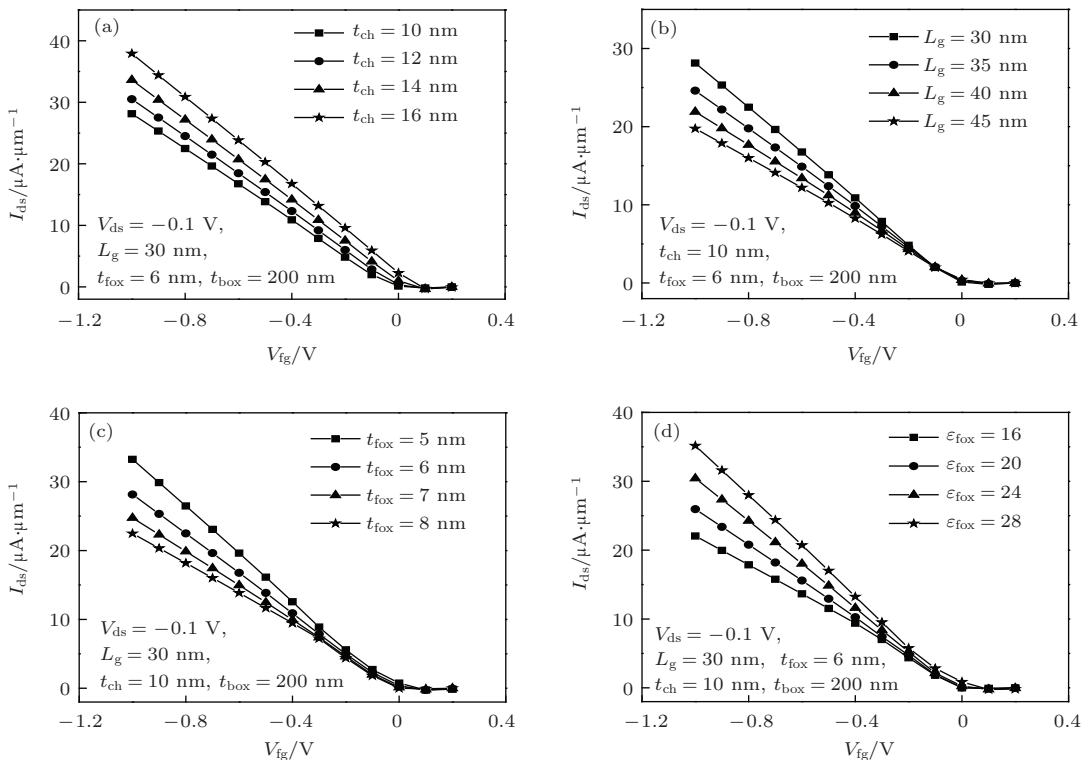 (a)
t_ch = 10 nm
t_ch = 12 nm
t_ch = 14 nm
t_ch = 16 nm
V_ds = −0.1 V,
L_g = 30 nm,
t_fox = 6 nm, t_box = 200 nm
I_ds/μA·μm⁻¹
40
30
20
10
0
−1.2
−0.8
−0.4
0
0.4
V_fg/V
(b)
L_g = 30 nm
L_g = 35 nm
L_g = 40 nm
L_g = 45 nm
V_ds = −0.1 V,
t_ch = 10 nm,
t_fox = 6 nm, t_box = 200 nm
I_ds/μA·μm⁻¹
30
20
10
0
−1.2
−0.8
−0.4
0
0.4
V_fg/V
(c)
t_fox = 5 nm
t_fox = 6 nm
t_fox = 7 nm
t_fox = 8 nm
V_ds = −0.1 V,
L_g = 30 nm,
t_ch = 10 nm, t_box = 200 nm
I_ds/μA·μm⁻¹
40
30
20
10
0
−1.2
−0.8
−0.4
0
0.4
V_fg/V
(d)
ε_fox = 16
ε_fox = 20
ε_fox = 24
ε_fox = 28
V_ds = −0.1 V,
L_g = 30 nm, t_fox = 6 nm,
t_ch = 10 nm, t_box = 200 nm
I_ds/μA·μm⁻¹
40
30
20
10
0
−1.2
−0.8
−0.4
0
0.4
V_fg/V